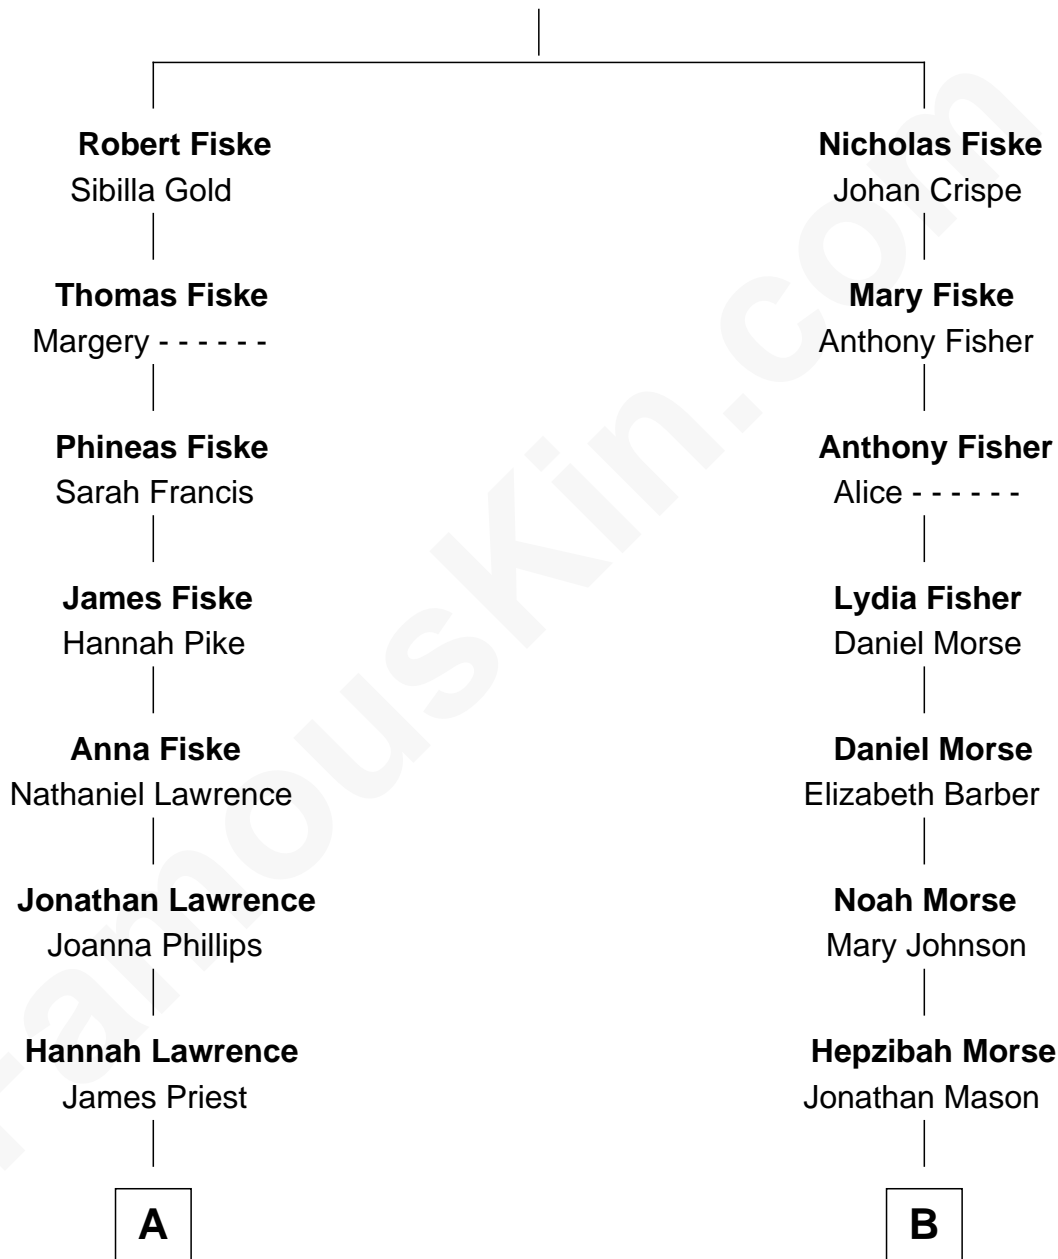 Robert Fiske
Sibilla Gold
Thomas Fiske
Margery - - - - - -
Phineas Fiske
Sarah Francis
James Fiske
Hannah Pike
Anna Fiske
Nathaniel Lawrence
Jonathan Lawrence
Joanna Phillips
Hannah Lawrence
James Priest
A
Nicholas Fiske
Johan Crispe
Mary Fiske
Anthony Fisher
Anthony Fisher
Alice - - - - - -
Lydia Fisher
Daniel Morse
Daniel Morse
Elizabeth Barber
Noah Morse
Mary Johnson
Hepzibah Morse
Jonathan Mason
B
FamousKin.com